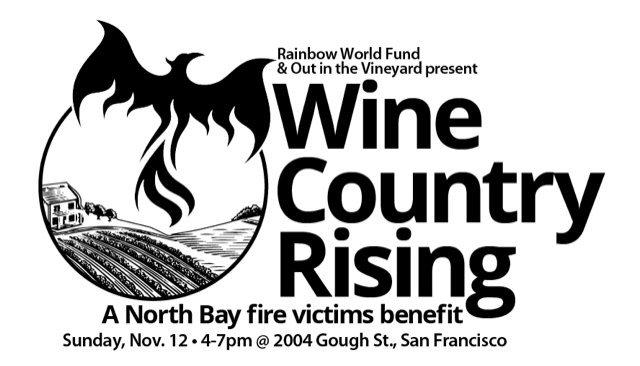 Rainbow World Fund
& Out in the Vineyard present
Wine
Country
Rising
A North Bay fire victims benefit
Sunday, Nov. 12 • 4-7pm @ 2004 Gough St., San Francisco